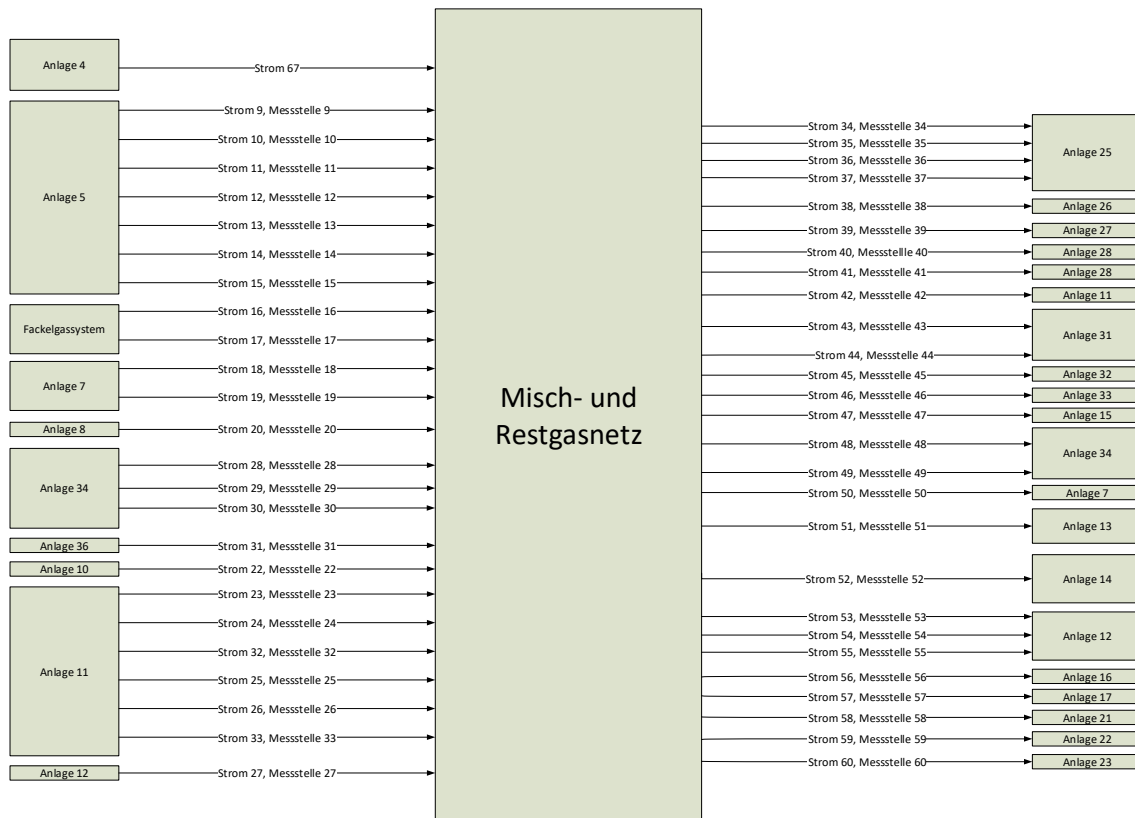 Anlage 4
Strom 67
Anlage 5
Strom 9, Messstelle 9
Strom 10, Messstelle 10
Strom 11, Messstelle 11
Strom 12, Messstelle 12
Strom 13, Messstelle 13
Strom 14, Messstelle 14
Strom 15, Messstelle 15
Fackelgassystem
Strom 16, Messstelle 16
Strom 17, Messstelle 17
Anlage 7
Strom 18, Messstelle 18
Strom 19, Messstelle 19
Anlage 8
Strom 20, Messstelle 20
Anlage 34
Strom 28, Messstelle 28
Strom 29, Messstelle 29
Strom 30, Messstelle 30
Anlage 36
Strom 31, Messstelle 31
Anlage 10
Strom 22, Messstelle 22
Anlage 11
Strom 23, Messstelle 23
Strom 24, Messstelle 24
Strom 32, Messstelle 32
Strom 25, Messstelle 25
Strom 26, Messstelle 26
Strom 33, Messstelle 33
Anlage 12
Strom 27, Messstelle 27
Misch- und
Restgasnetz
Strom 34, Messstelle 34
Strom 35, Messstelle 35
Strom 36, Messstelle 36
Strom 37, Messstelle 37
Anlage 25
Strom 38, Messstelle 38
Anlage 26
Strom 39, Messstelle 39
Anlage 27
Strom 40, Messstellle 40
Anlage 28
Strom 41, Messstelle 41
Anlage 28
Strom 42, Messstelle 42
Anlage 11
Strom 43, Messstelle 43
Strom 44, Messstelle 44
Anlage 31
Strom 45, Messstelle 45
Anlage 32
Strom 46, Messstelle 46
Anlage 33
Strom 47, Messstelle 47
Anlage 15
Strom 48, Messstelle 48
Strom 49, Messstelle 49
Anlage 34
Strom 50, Messstelle 50
Anlage 7
Strom 51, Messstelle 51
Anlage 13
Strom 52, Messstelle 52
Anlage 14
Strom 53, Messstelle 53
Strom 54, Messstelle 54
Strom 55, Messstelle 55
Anlage 12
Strom 56, Messstelle 56
Anlage 16
Strom 57, Messstelle 57
Anlage 17
Strom 58, Messstelle 58
Anlage 21
Strom 59, Messstelle 59
Anlage 22
Strom 60, Messstelle 60
Anlage 23